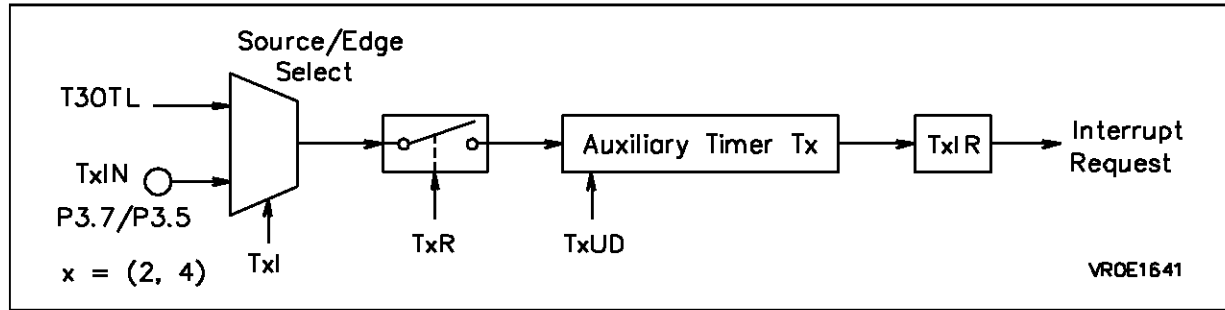 Source/Edge
Select
T3OTL
TxIN
P3.7/P3.5
x = (2, 4)
TxI
TxR
Auxiliary Timer Tx
TxUD
TxIR
Interrupt
Request
VR0E1641